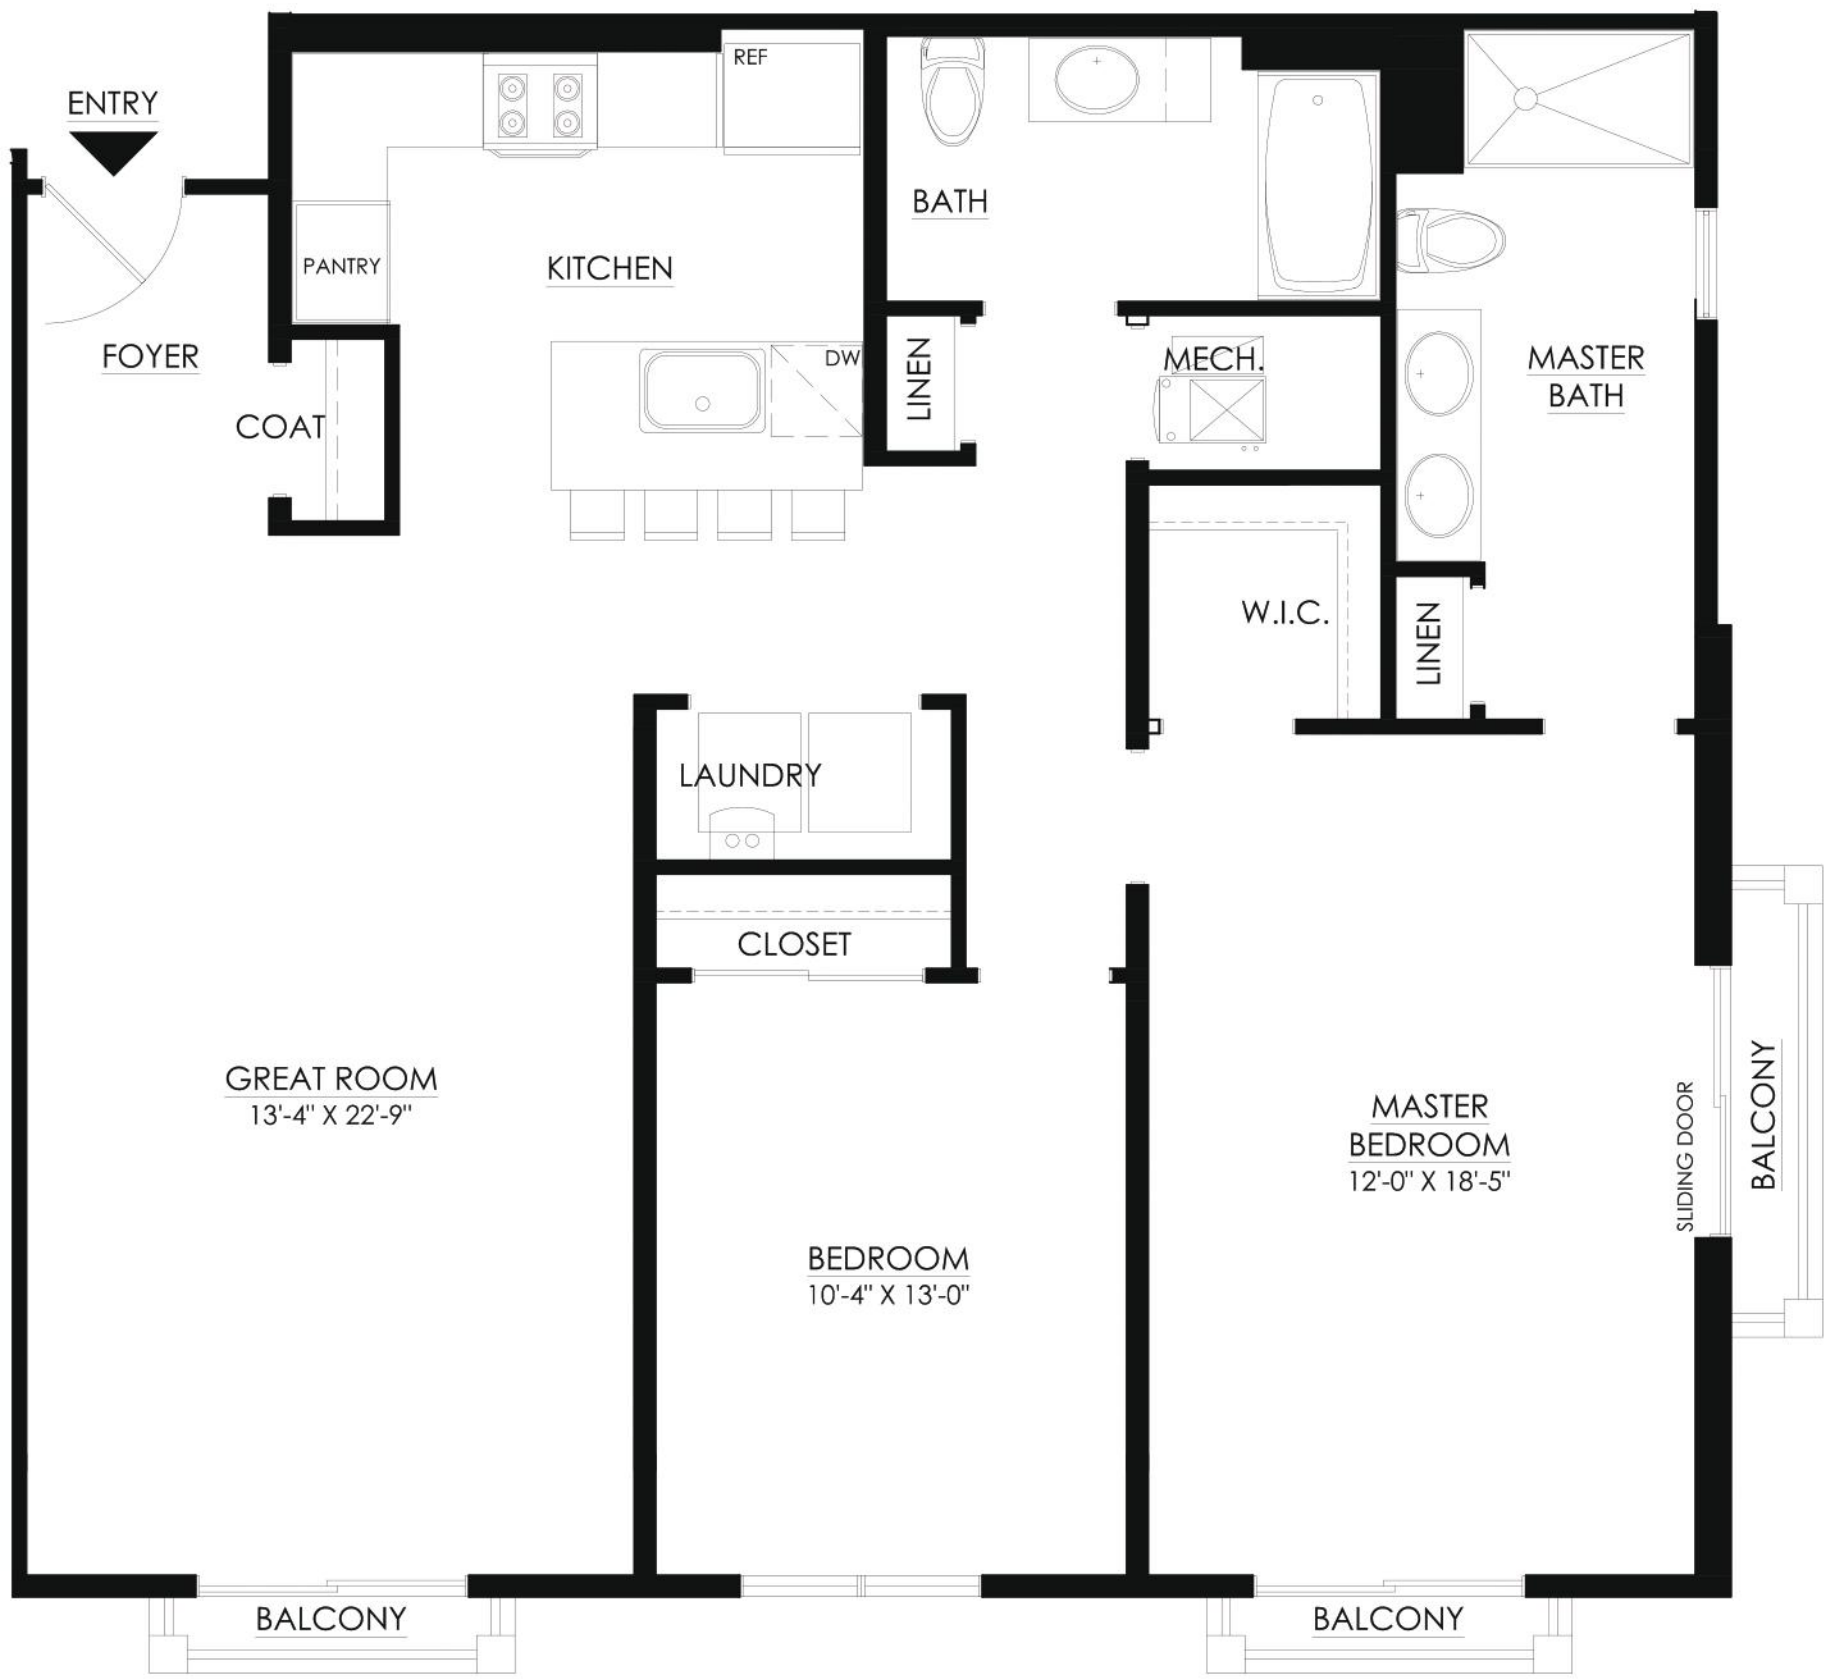 REF
ENTRY
BATH
PANTRY
KITCHEN
FOYER
DW
LINEN
MECH.
MASTER
BATH
COAT
W.I.C.
LINEN
LAUNDRY
CLOSET
GREAT ROOM
13'-4" X 22'-9"
MASTER
BEDROOM
12'-0" X 18'-5"
SLIDING DOOR
BALCONY
BEDROOM
10'-4" X 13'-0"
BALCONY
BALCONY